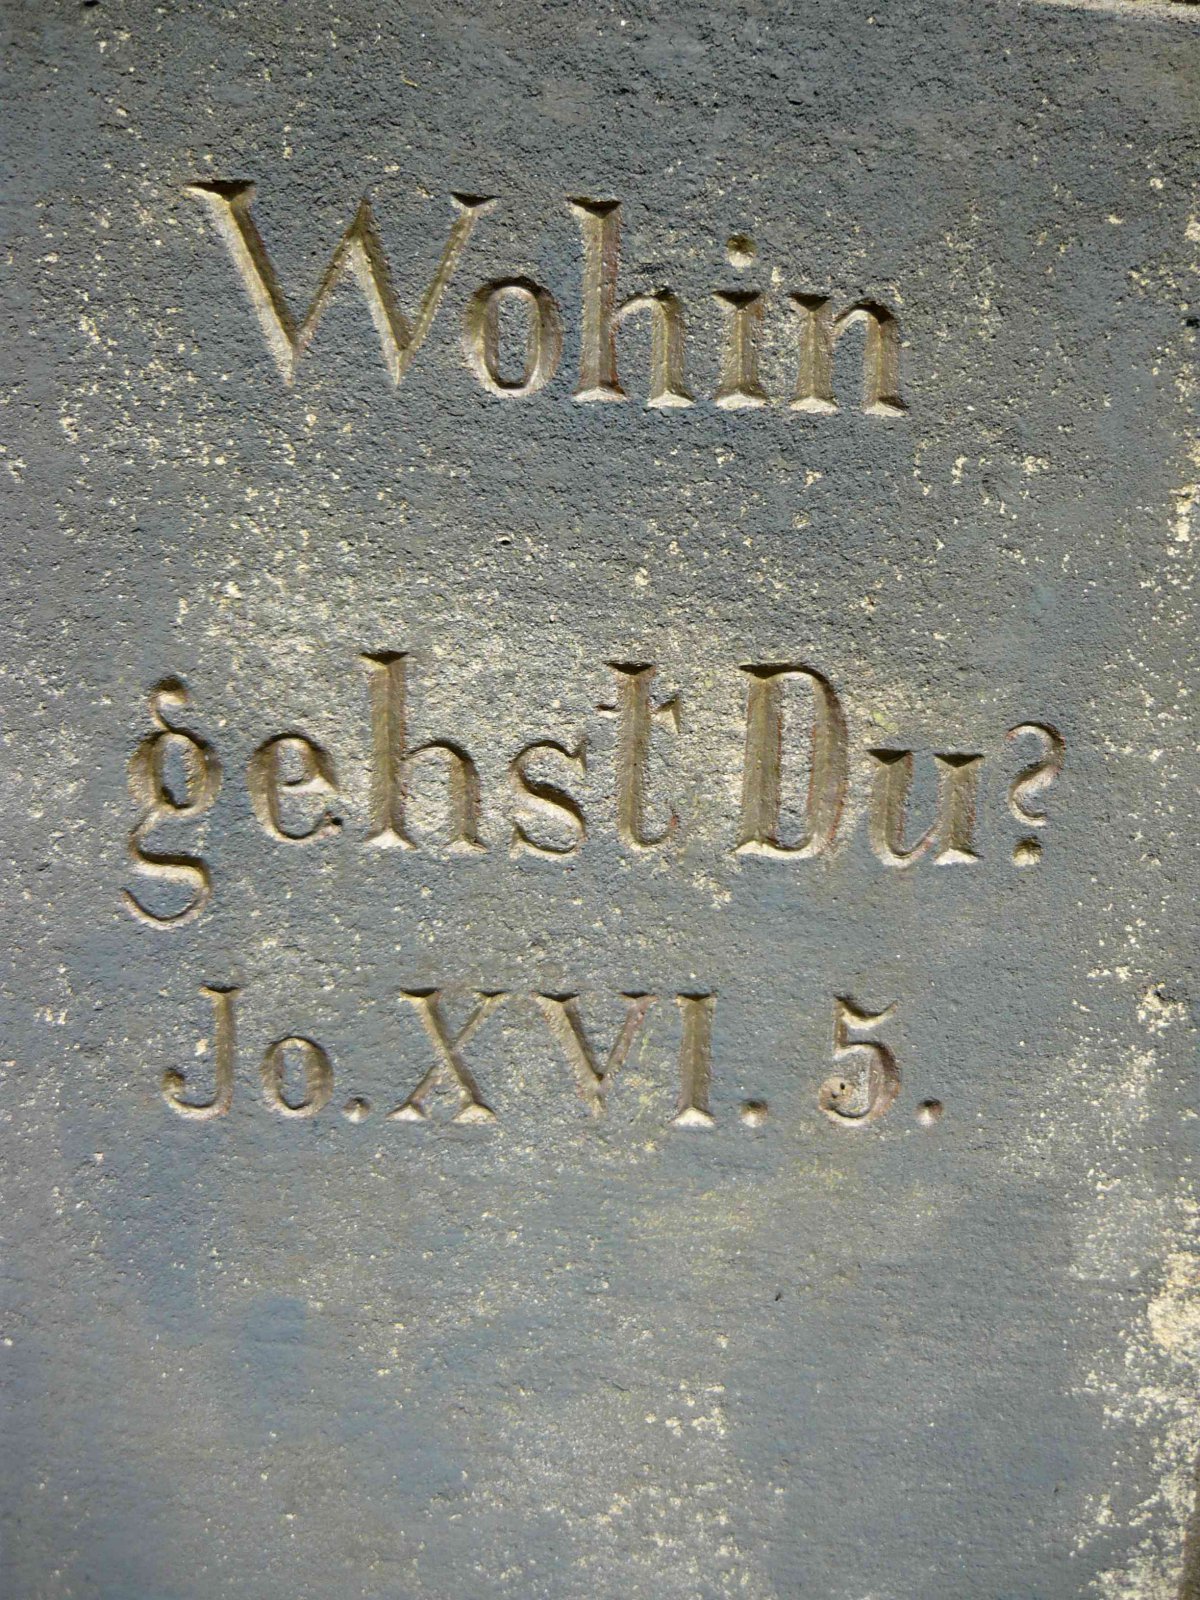 Wohin
gehst Du?
Jo. XVI. 5.